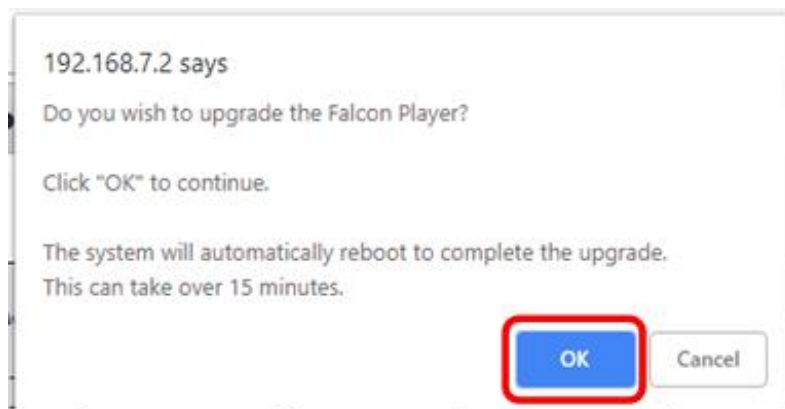 192.168.7.2 says
Do you wish to upgrade the Falcon Player?
Click "OK" to continue.
The system will automatically reboot to complete the upgrade.
This can take over 15 minutes.
OK Cancel